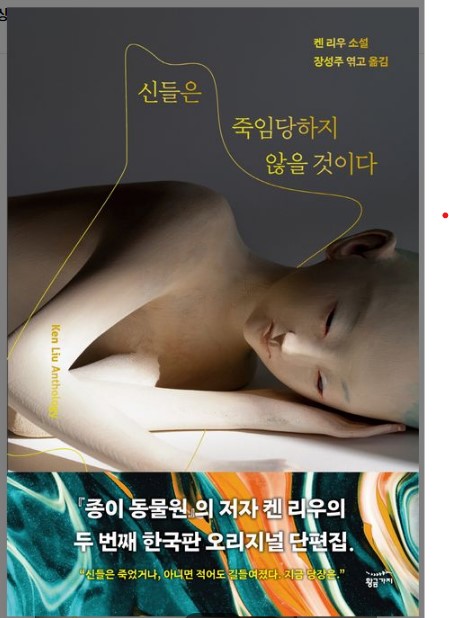 켄 리우 소설
장성주 엮고 옮김
신들은
죽임당하지
않을 것이다
Ken Liu Anthology
『종이 동물원』의 저자 켄 리우의
두 번째 한국판 오리지널 단편집.
“신들은 죽었거나, 아니면 적어도 길들여졌다. 지금 당장은.”
황금가지